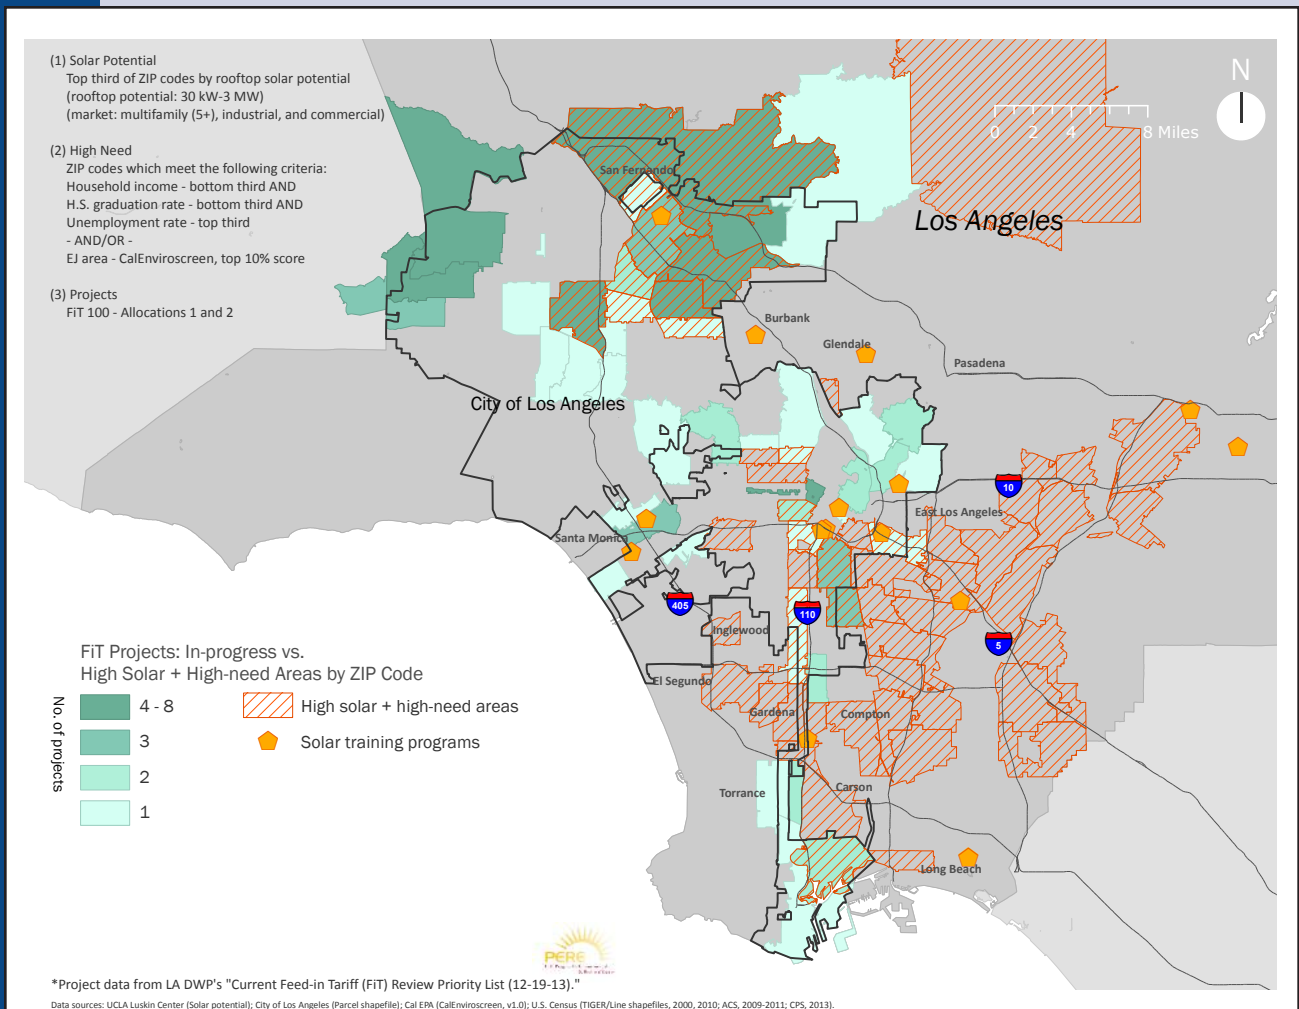 (1) Solar Potential
Top third of ZIP codes by rooftop solar potential
(rooftop potential: 30 kW-3 MW)
(market: multifamily (5+), industrial, and commercial)
(2) High Need
ZIP codes which meet the following criteria:
Household income - bottom third AND
H.S. graduation rate - bottom third AND
Unemployment rate - top third
- AND/OR -
EJ area - CalEnviroscreen, top 10% score
(3) Projects
FiT 100 - Allocations 1 and 2
N
0 2 4 8 Miles
San Fernando
Los Angeles
Burbank
Glendale
Pasadena
City of Los Angeles
10
East Los Angeles
Santa Monica
405
110
Inglewood
5
El Segundo
Gardena
Compton
Torrance
Carson
Long Beach
FiT Projects: In-progress vs.
High Solar + High-need Areas by ZIP Code
No. of projects
4 - 8
3
2
1
High solar + high-need areas
Solar training programs
PERE
*Project data from LA DWP's "Current Feed-in Tariff (FiT) Review Priority List (12-19-13)."
Data sources: UCLA Luskin Center (Solar potential); City of Los Angeles (Parcel shapefile); Cal EPA (CalEnviroscreen, v1.0); U.S. Census (TIGER/Line shapefiles, 2000, 2010; ACS, 2009-2011; CPS, 2013).